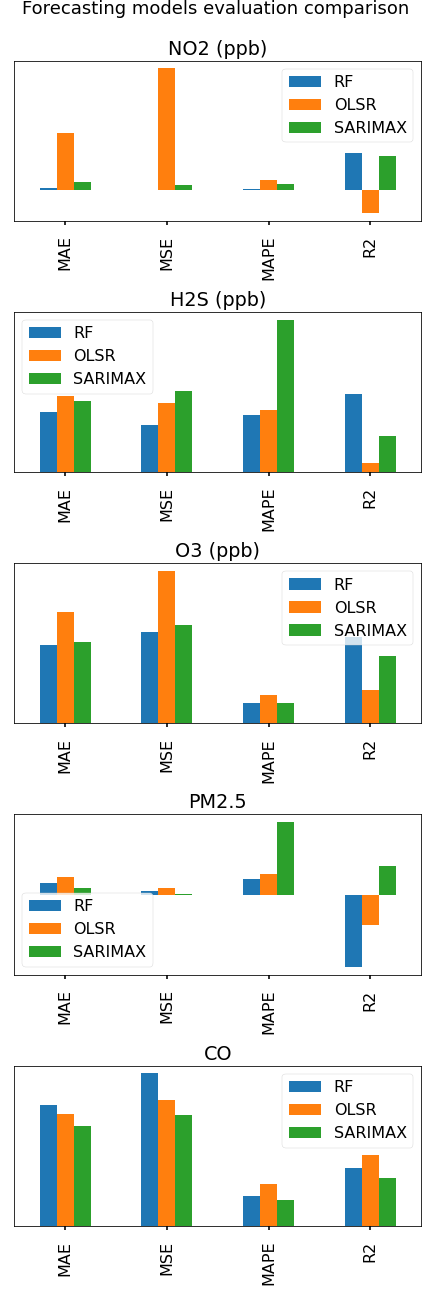 Forecasting models evaluation comparison
NO2 (ppb)
RF
OLSR
SARIMAX
MAE
MSE
MAPE
R2
H2S (ppb)
RF
OLSR
SARIMAX
MAE
MSE
MAPE
R2
O3 (ppb)
RF
OLSR
SARIMAX
MAE
MSE
MAPE
R2
PM2.5
RF
OLSR
SARIMAX
MAE
MSE
MAPE
R2
CO
RF
OLSR
SARIMAX
MAE
MSE
MAPE
R2